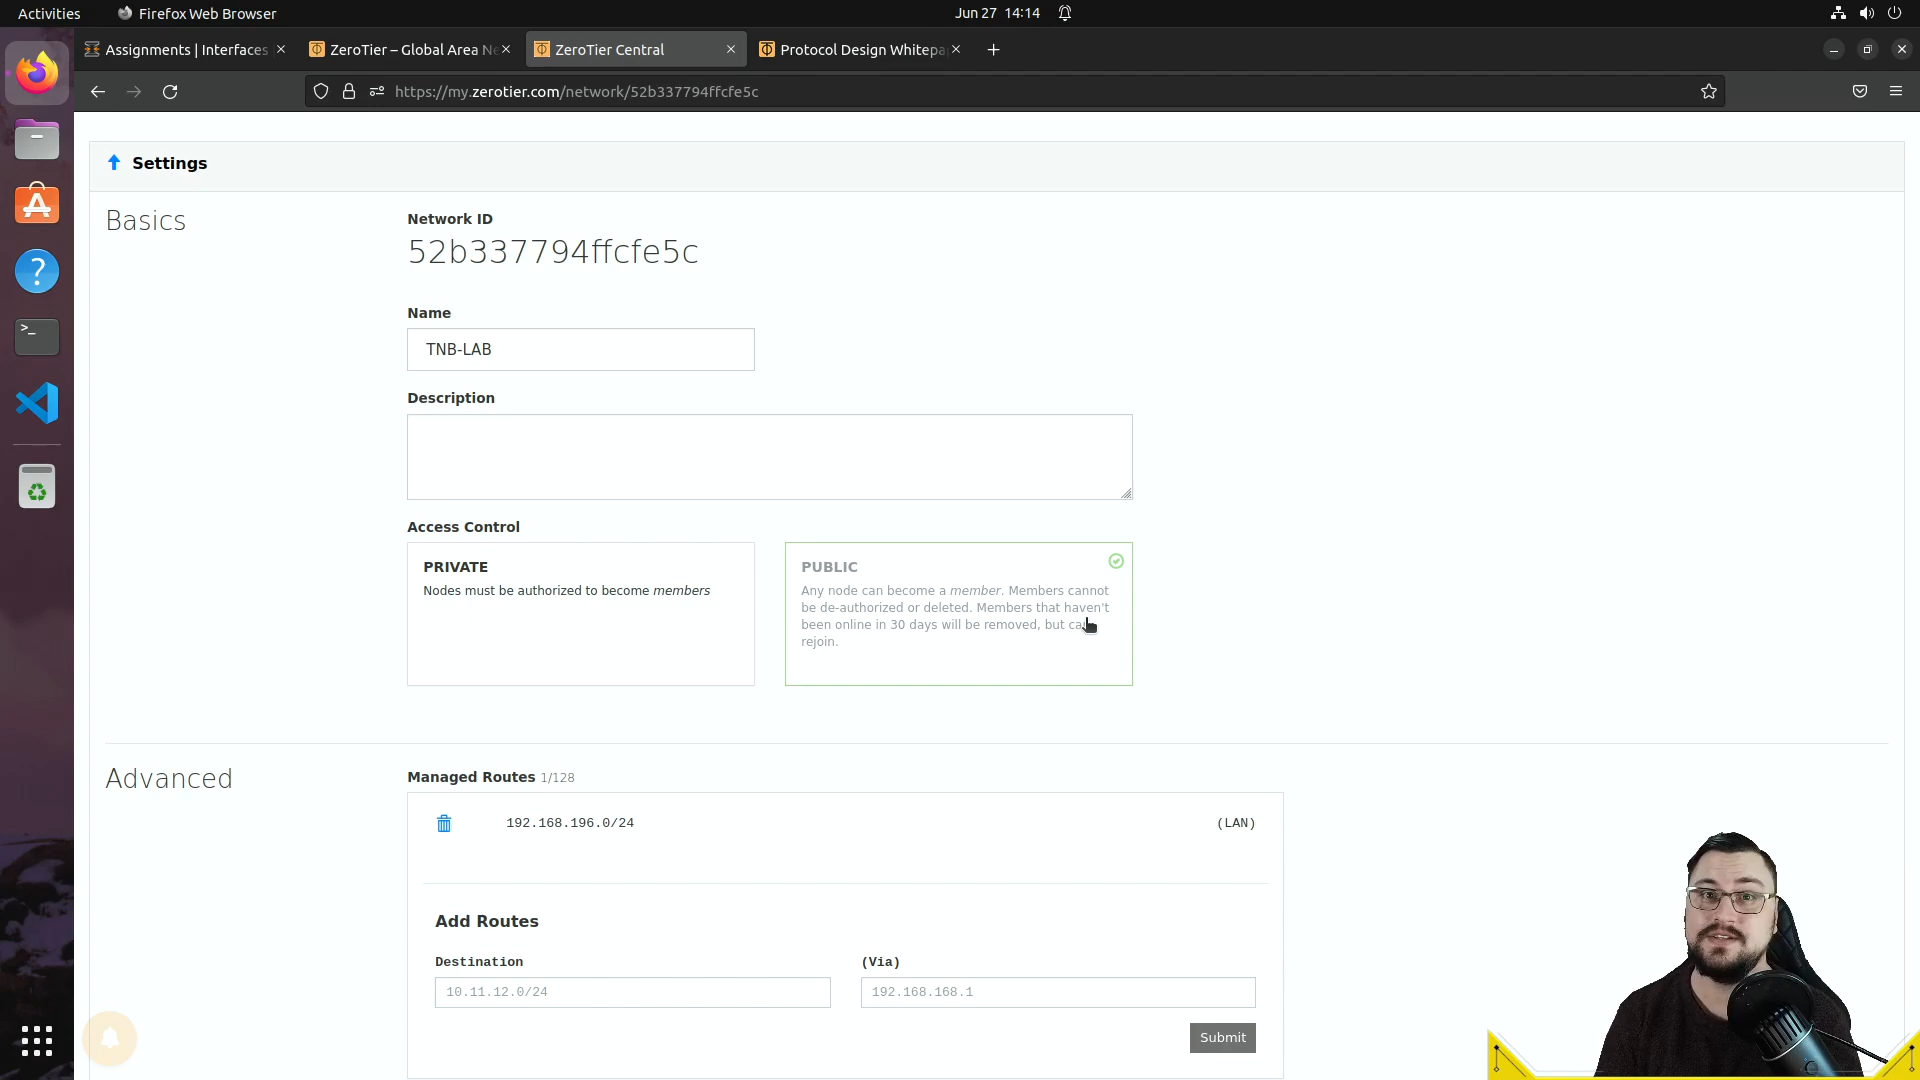 Activities
Firefox Web Browser
Jun 27 14:14
Assignments | Interfaces
ZeroTier – Global Area Ne
ZeroTier Central
Protocol Design Whitepa
https://my.zerotier.com/network/52b337794ffcfe5c
Settings
Basics
Network ID
52b337794ffcfe5c
Name
TNB-LAB
Description
Access Control
PRIVATE
Nodes must be authorized to become members
PUBLIC
Any node can become a member. Members cannot
be de-authorized or deleted. Members that haven't
been online in 30 days will be removed, but ca
rejoin.
Advanced
Managed Routes 1/128
192.168.196.0/24
(LAN)
Add Routes
Destination
(Via)
10.11.12.0/24
192.168.168.1
Submit